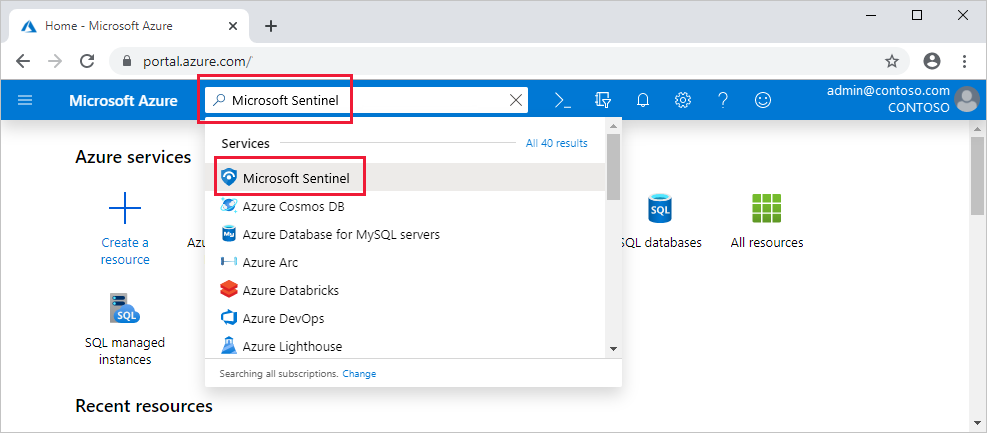 Home - Microsoft Azure
portal.azure.com/
Microsoft Azure
Microsoft Sentinel
admin@contoso.com
CONTOSO
Azure services
Services
All 40 results
Microsoft Sentinel
Azure Cosmos DB
Azure Database for MySQL servers
Azure Arc
Azure Databricks
Azure DevOps
Azure Lighthouse
Searching all subscriptions. Change
Create a
resource
Az
SQL
SQL databases
All resources
SQL
SQL managed
instances
Recent resources